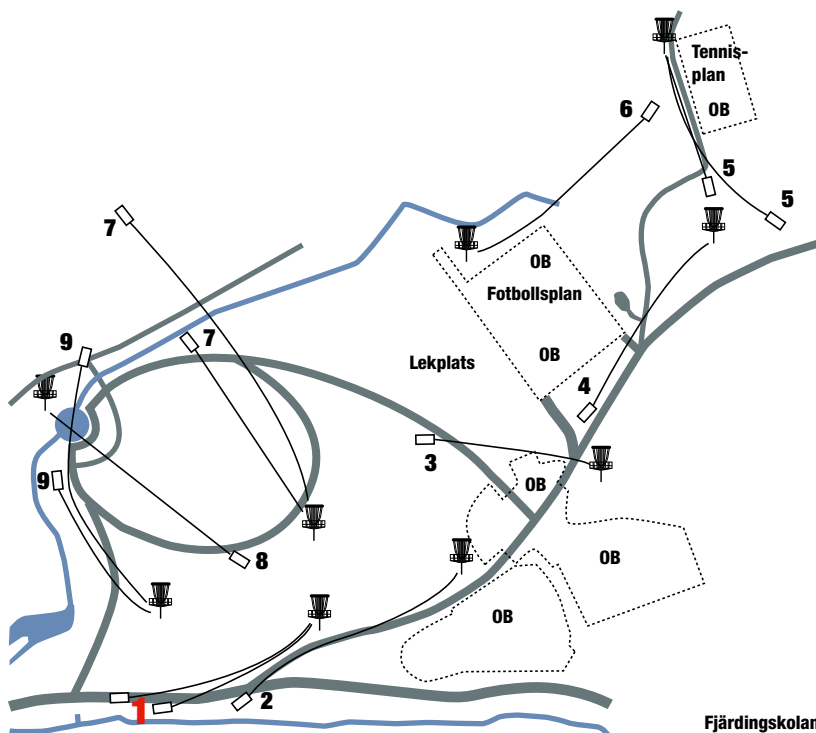 Tennis-
plan
OB
6
5
5
7
OB
Fotbollsplan
7
9
OB
Lekplats
4
3
9
OB
8
OB
OB
1
2
Fjärdingskolan